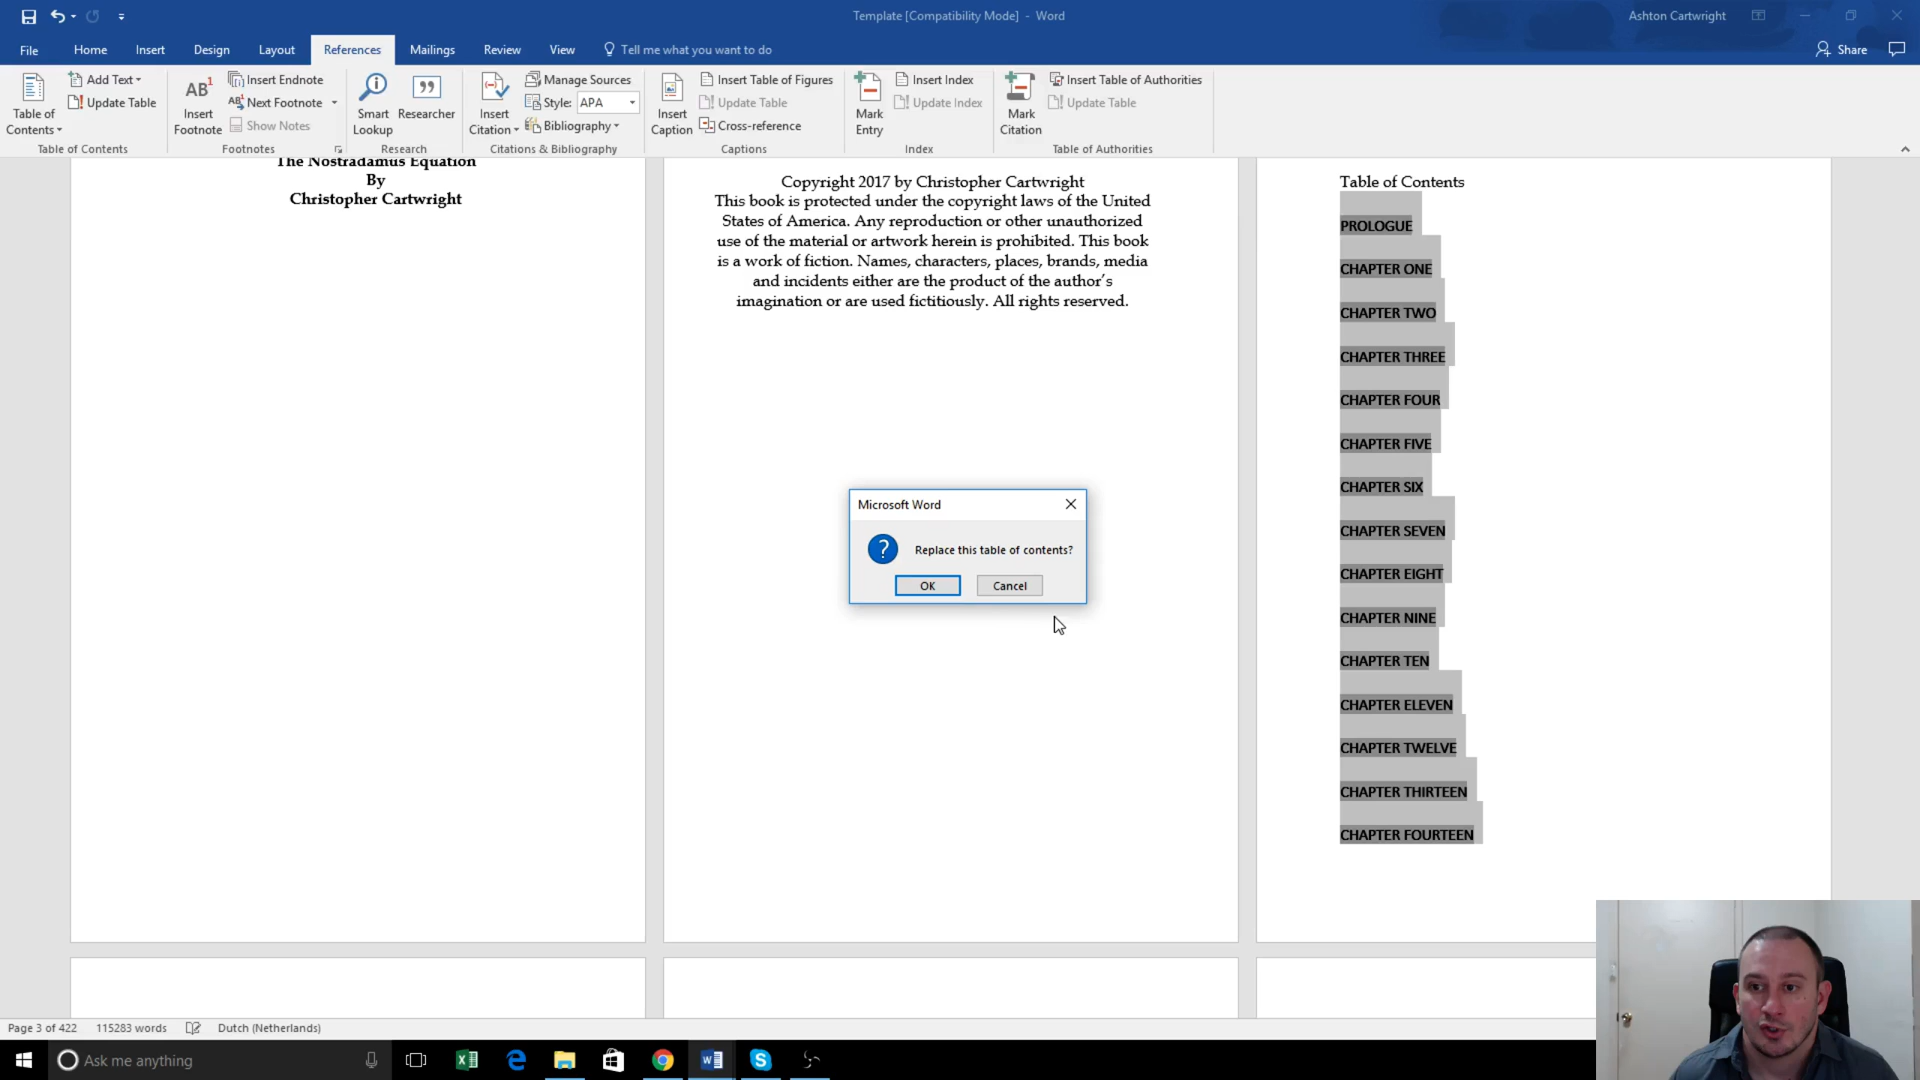 Template [Compatibility Mode] - Word
Ashton Cartwright
File
Home
Insert
Design
Layout
References
Mailings
Review
View
Tell me what you want to do
Share
Table of
Contents
Add Text
Update Table
Table of Contents
AB1
Insert
Footnote
Insert Endnote
AB1 Next Footnote
Show Notes
Footnotes
Smart
Lookup
Researcher
Research
Insert
Citation
Manage Sources
Style: APA
Bibliography
Citations & Bibliography
Insert
Caption
Insert Table of Figures
Update Table
Cross-reference
Captions
Mark
Entry
Insert Index
Update Index
Index
Mark
Citation
Insert Table of Authorities
Update Table
Table of Authorities
The Nostradamus Equation
By
Christopher Cartwright
Copyright 2017 by Christopher Cartwright
This book is protected under the copyright laws of the United
States of America. Any reproduction or other unauthorized
use of the material or artwork herein is prohibited. This book
is a work of fiction. Names, characters, places, brands, media
and incidents either are the product of the author's
imagination or are used fictitiously. All rights reserved.
Table of Contents
PROLOGUE
CHAPTER ONE
CHAPTER TWO
CHAPTER THREE
CHAPTER FOUR
CHAPTER FIVE
CHAPTER SIX
CHAPTER SEVEN
CHAPTER EIGHT
CHAPTER NINE
CHAPTER TEN
CHAPTER ELEVEN
CHAPTER TWELVE
CHAPTER THIRTEEN
CHAPTER FOURTEEN
Microsoft Word
Replace this table of contents?
OK
Cancel
Page 3 of 422
115283 words
Dutch (Netherlands)
Ask me anything